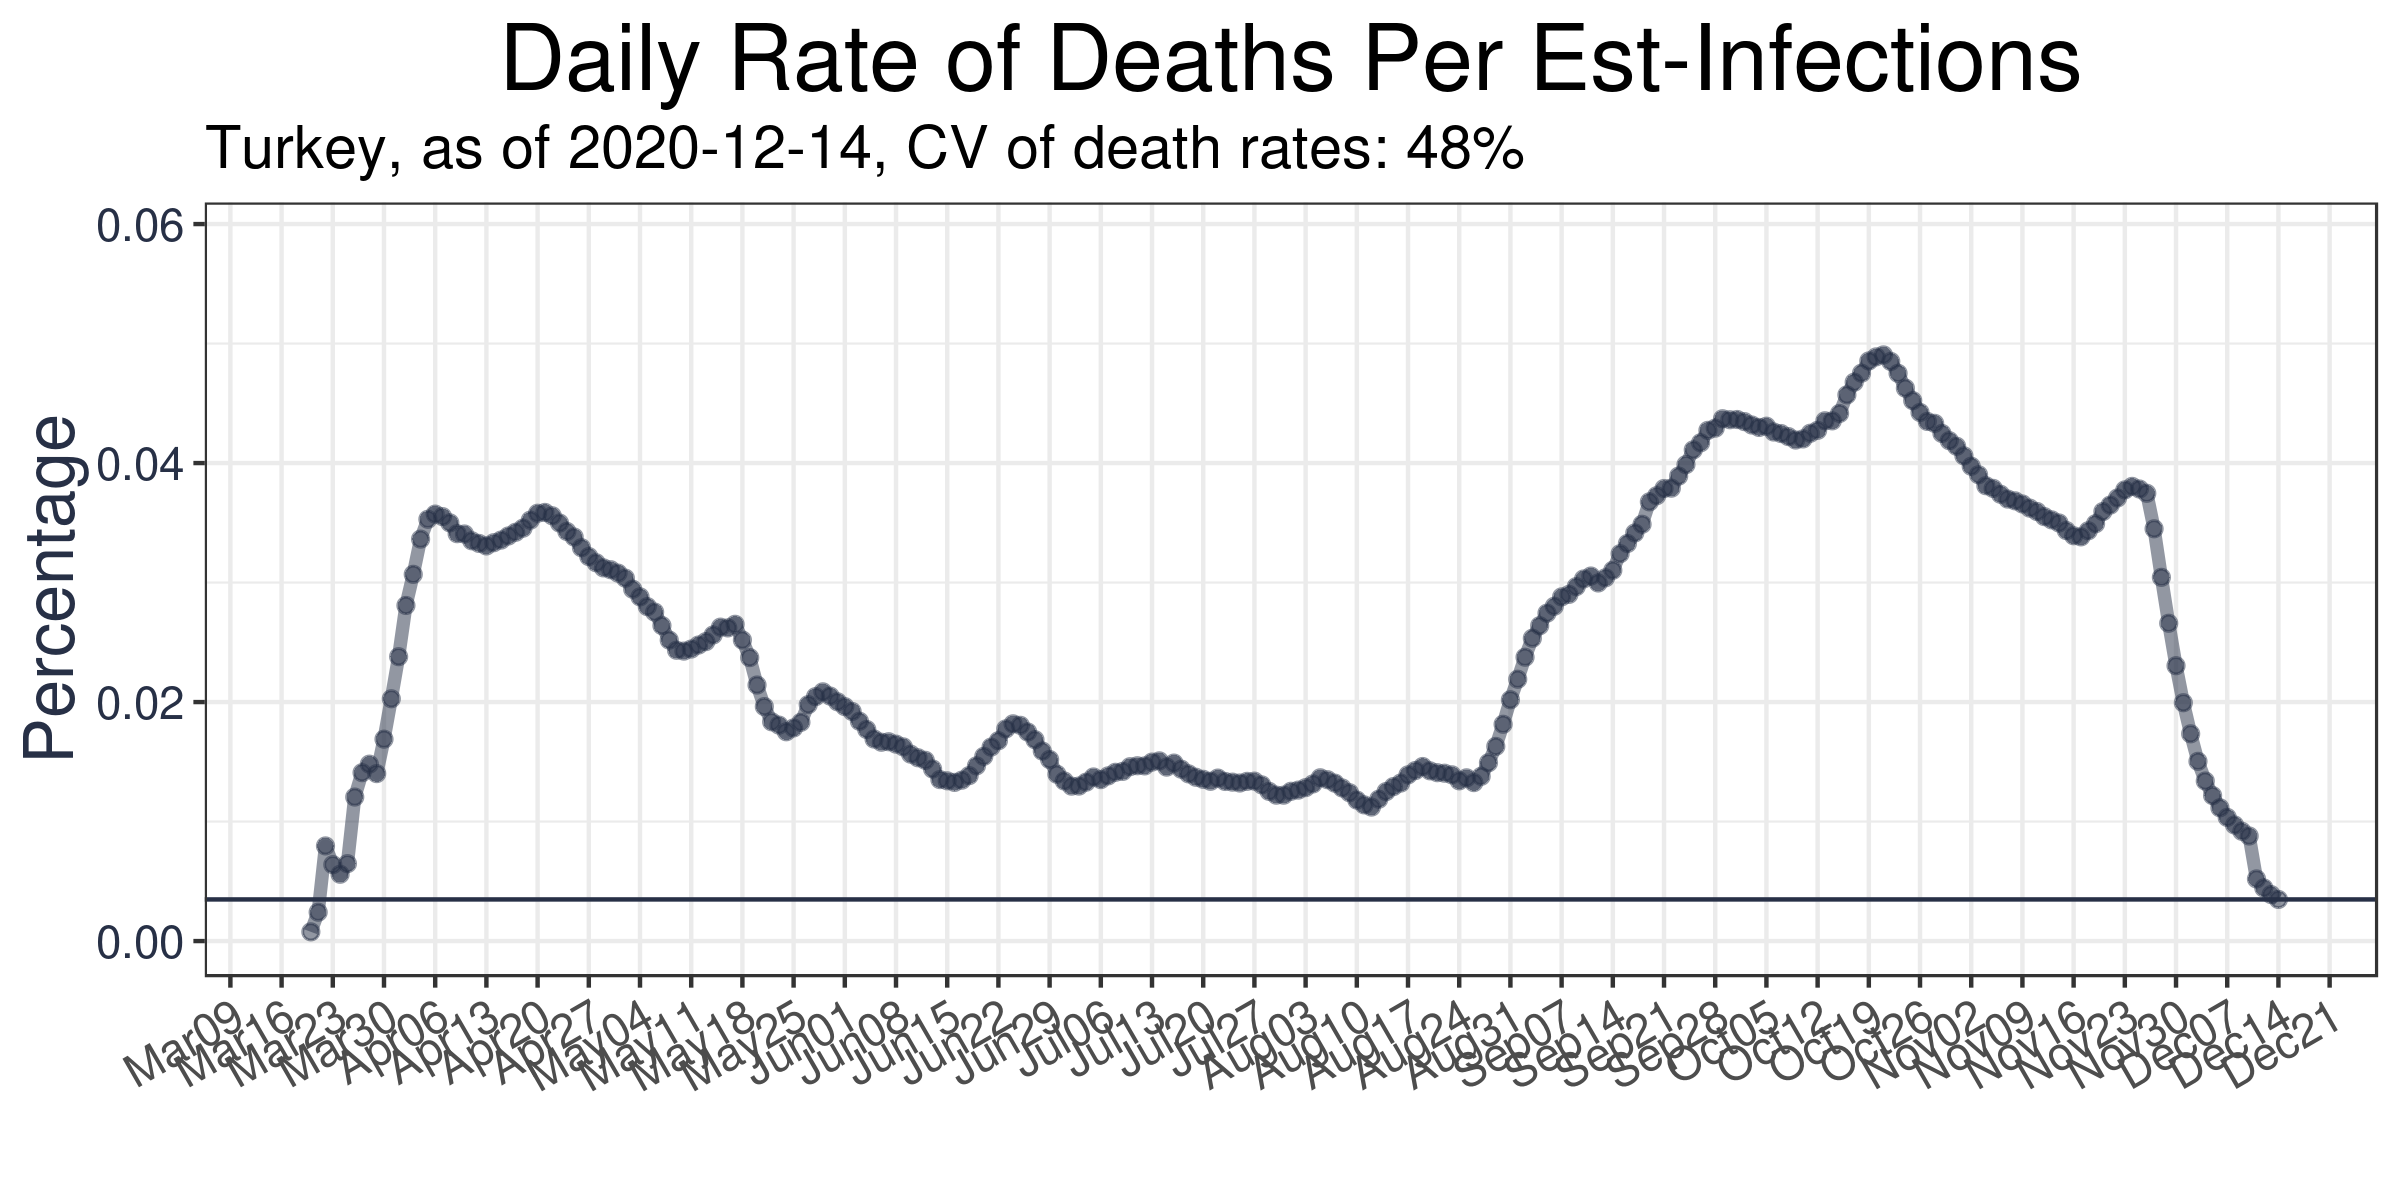 Daily Rate of Deaths Per Est-Infections
Turkey, as of 2020-12-14, CV of death rates: 48%
Percentage
0.06
0.04
0.02
0.00
Mar09
Mar16
Mar23
Mar30
Apr06
Apr13
Apr20
Apr27
May04
May11
May18
May25
Jun01
Jun08
Jun15
Jun22
Jun29
Jul06
Jul13
Jul20
Jul27
Aug03
Aug10
Aug17
Aug24
Aug31
Sep07
Sep14
Sep21
Sep28
Oct05
Oct12
Oct19
Oct26
Nov02
Nov09
Nov16
Nov23
Nov30
Dec07
Dec14
Dec21